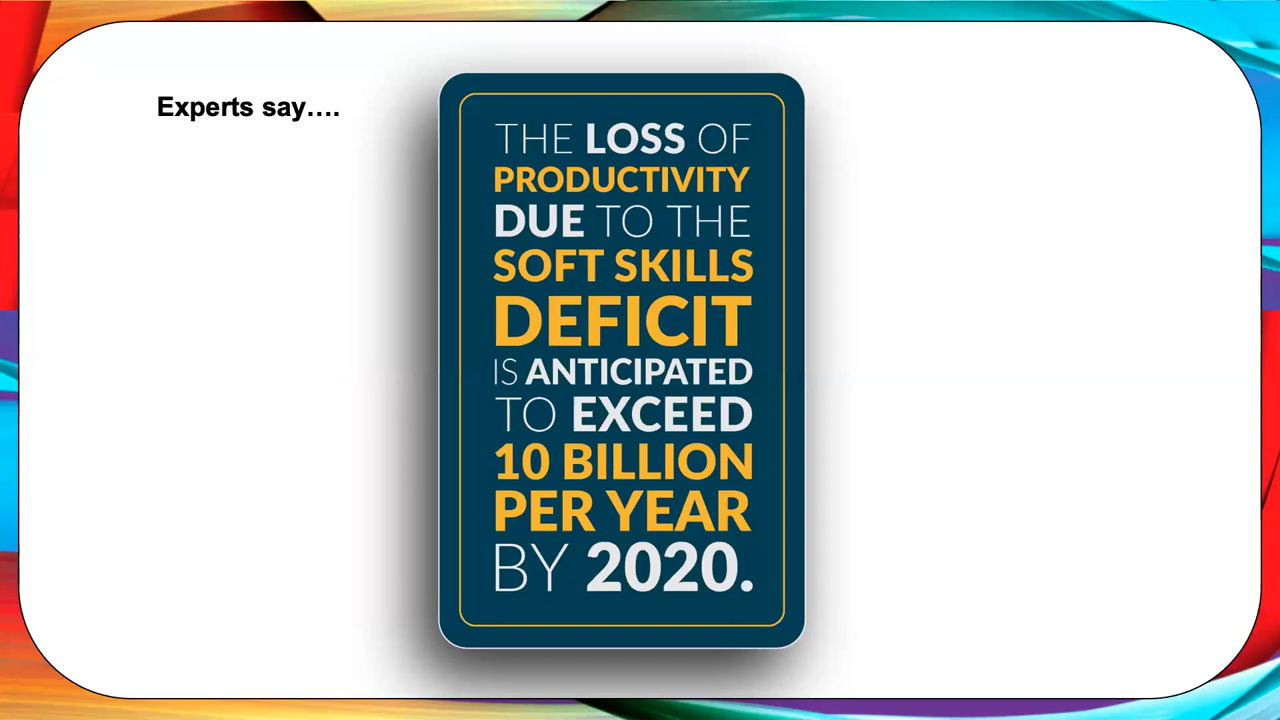 Experts say….
THE LOSS OF
PRODUCTIVITY
DUE TO THE
SOFT SKILLS
DEFICIT
IS ANTICIPATED
TO EXCEED
10 BILLION
PER YEAR
BY 2020.